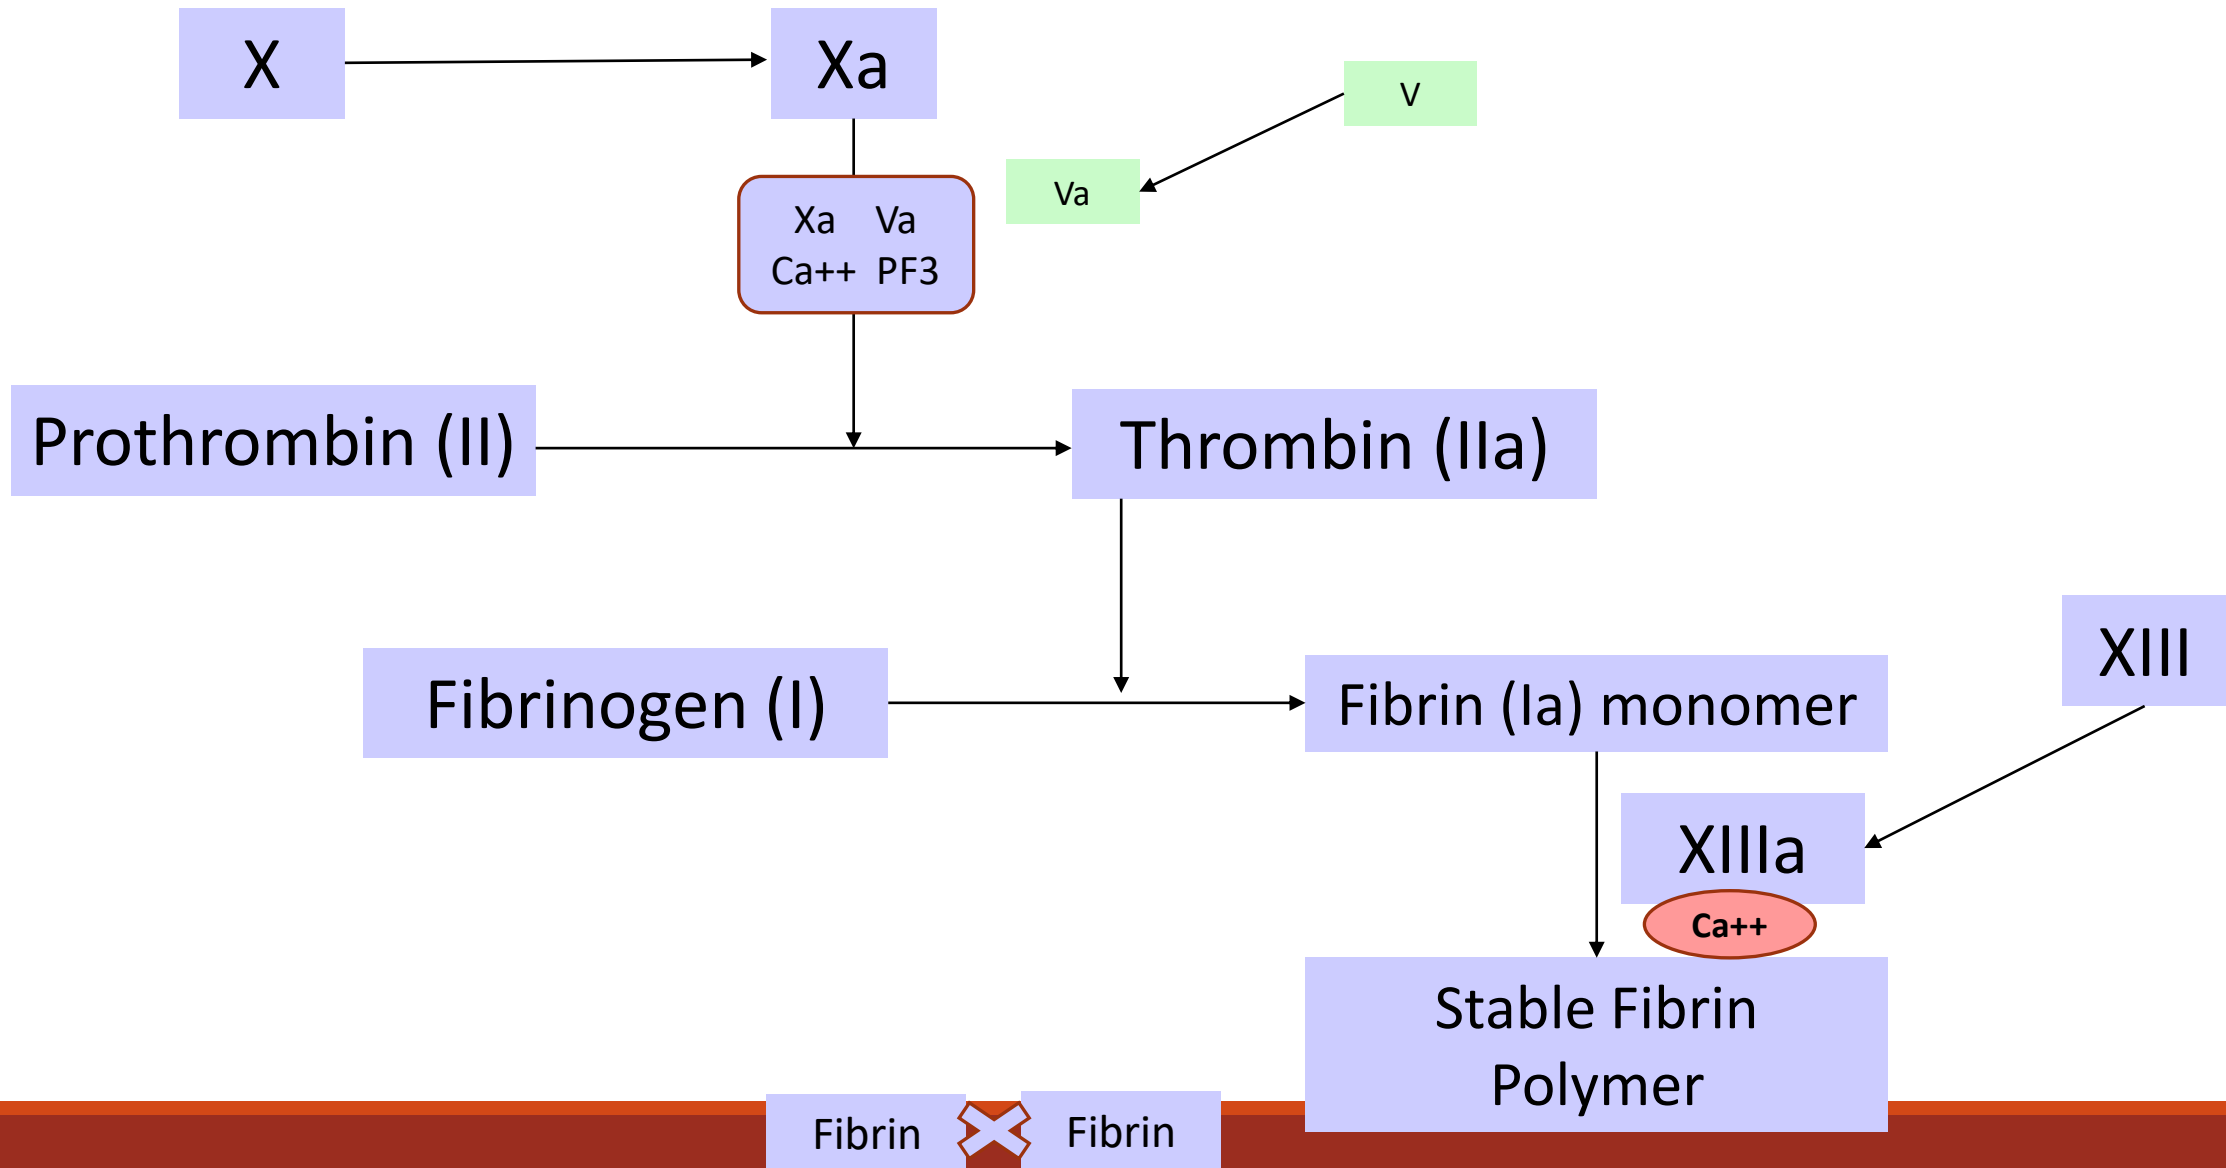 X
Xa
V
Va
Xa Va
Ca++ PF3
Prothrombin (II)
Thrombin (IIa)
XIII
Fibrinogen (I)
Fibrin (Ia) monomer
XIIIa
Ca++
Stable Fibrin
Polymer
Fibrin
Fibrin